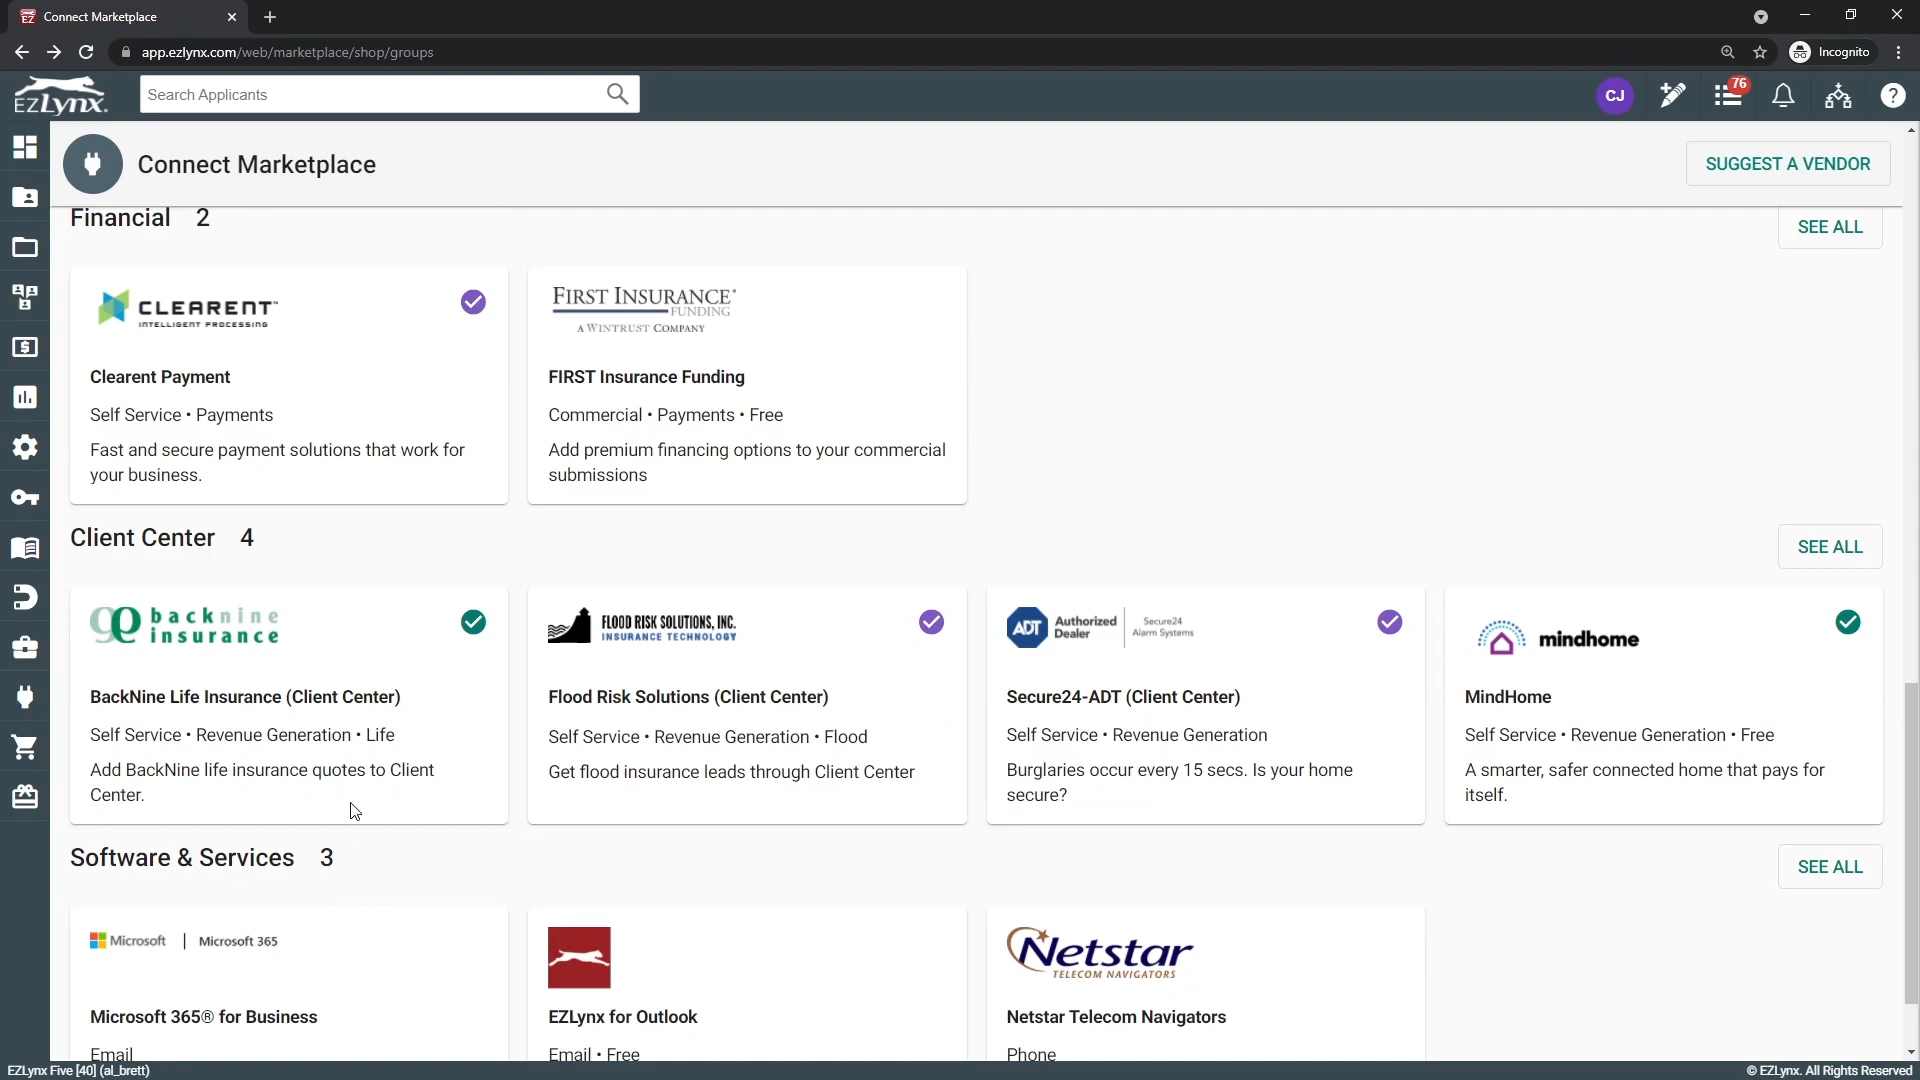 Connect Marketplace
app.ezlynx.com/web/marketplace/shop/groups
Incognito
EZLynx.
Search Applicants
CJ
76
Connect Marketplace
SUGGEST A VENDOR
Financial 2
SEE ALL
CLEARENT™
INTELLIGENT PROCESSING
FIRST INSURANCE®
FUNDING
A WINTRUST COMPANY
Clearent Payment
FIRST Insurance Funding
Self Service • Payments
Commercial • Payments • Free
Fast and secure payment solutions that work for
your business.
Add premium financing options to your commercial
submissions
Client Center 4
SEE ALL
backnine
insurance
FLOOD RISK SOLUTIONS, INC.
INSURANCE TECHNOLOGY
ADT Authorized
Dealer
Secure24
Alarm Systems
mindhome
BackNine Life Insurance (Client Center)
Flood Risk Solutions (Client Center)
Secure24-ADT (Client Center)
MindHome
Self Service • Revenue Generation • Life
Self Service • Revenue Generation • Flood
Self Service • Revenue Generation
Self Service • Revenue Generation • Free
Add BackNine life insurance quotes to Client
Center.
Get flood insurance leads through Client Center
Burglaries occur every 15 secs. Is your home
secure?
A smarter, safer connected home that pays for
itself.
Software & Services 3
SEE ALL
Microsoft | Microsoft 365
Netstar
TELECOM NAVIGATORS
Microsoft 365® for Business
EZLynx for Outlook
Netstar Telecom Navigators
Email
Email • Free
Phone
EZLynx Five [40] (al_brett)
© EZLynx. All Rights Reserved